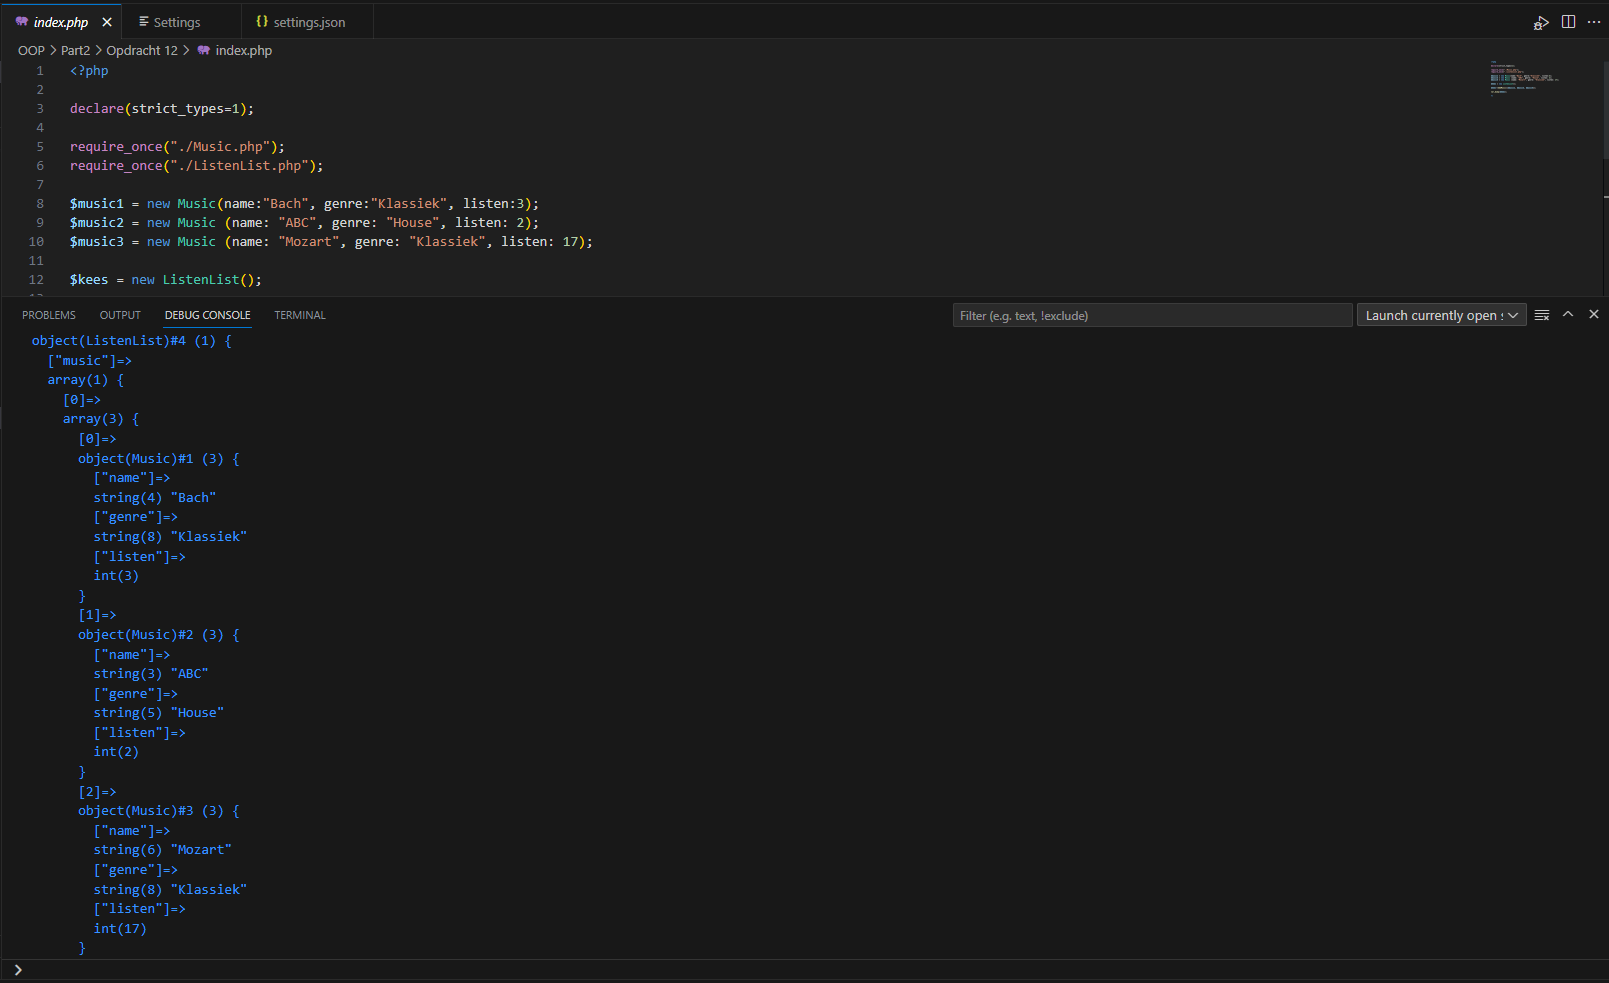 index.php
Settings
{} settings.json
OOP > Part2 > Opdracht 12 > index.php
1 <?php
2
3 declare(strict_types=1);
4
5 require_once("./Music.php");
6 require_once("./ListenList.php");
7
8 $music1 = new Music(name:"Bach", genre:"Klassiek", listen:3);
9 $music2 = new Music (name: "ABC", genre: "House", listen: 2);
10 $music3 = new Music (name: "Mozart", genre: "Klassiek", listen: 17);
11
12 $kees = new ListenList();
PROBLEMS OUTPUT DEBUG CONSOLE TERMINAL
Filter (e.g. text, !exclude)
Launch currently open
object(ListenList)#4 (1) {
["music"]=>
array(1) {
[0]=>
array(3) {
[0]=>
object(Music)#1 (3) {
["name"]=>
string(4) "Bach"
["genre"]=>
string(8) "Klassiek"
["listen"]=>
int(3)
}
[1]=>
object(Music)#2 (3) {
["name"]=>
string(3) "ABC"
["genre"]=>
string(5) "House"
["listen"]=>
int(2)
}
[2]=>
object(Music)#3 (3) {
["name"]=>
string(6) "Mozart"
["genre"]=>
string(8) "Klassiek"
["listen"]=>
int(17)
}